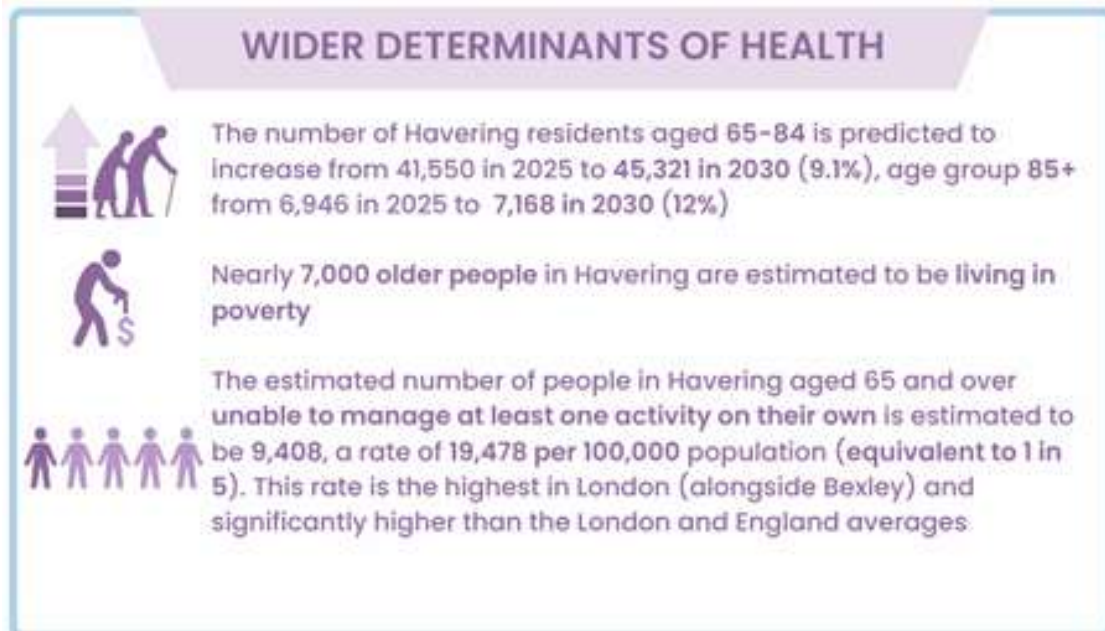 WIDER DETERMINANTS OF HEALTH
The number of Havering residents aged 65-84 is predicted to
increase from 41,550 in 2025 to 45,321 in 2030 (9.1%), age group 85+
from 6,946 in 2025 to 7,168 in 2030 (12%)
Nearly 7,000 older people in Havering are estimated to be living in
poverty
$
The estimated number of people in Havering aged 65 and over
unable to manage at least one activity on their own is estimated to
be 9,408, a rate of 19,478 per 100,000 population (equivalent to 1 in
5). This rate is the highest in London (alongside Bexley) and
significantly higher than the London and England averages